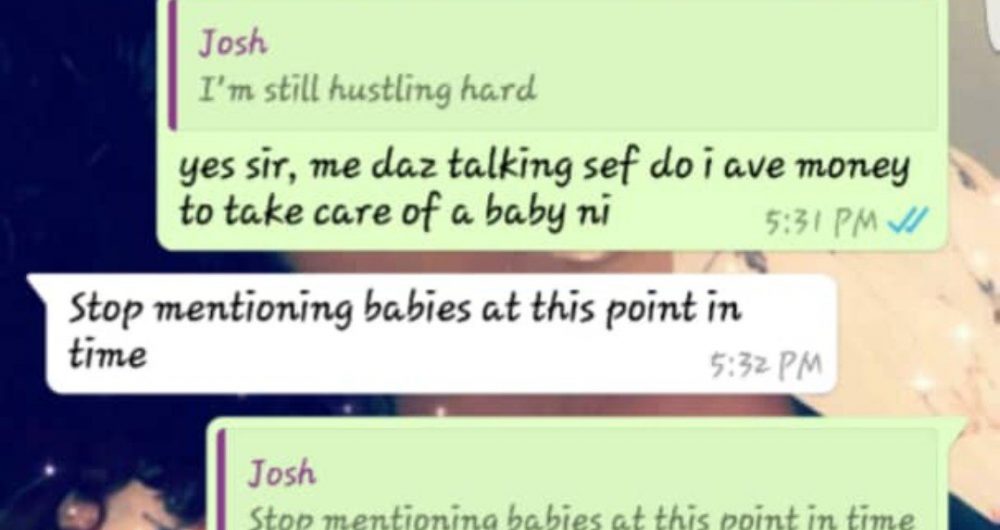 Josh
I'm still hustling hard
yes sir, me daz talking sef do i ave money
to take care of a baby ni
5:31 PM
Stop mentioning babies at this point in
time
5:32 PM
Josh
Stop mentioning babies at this point in time